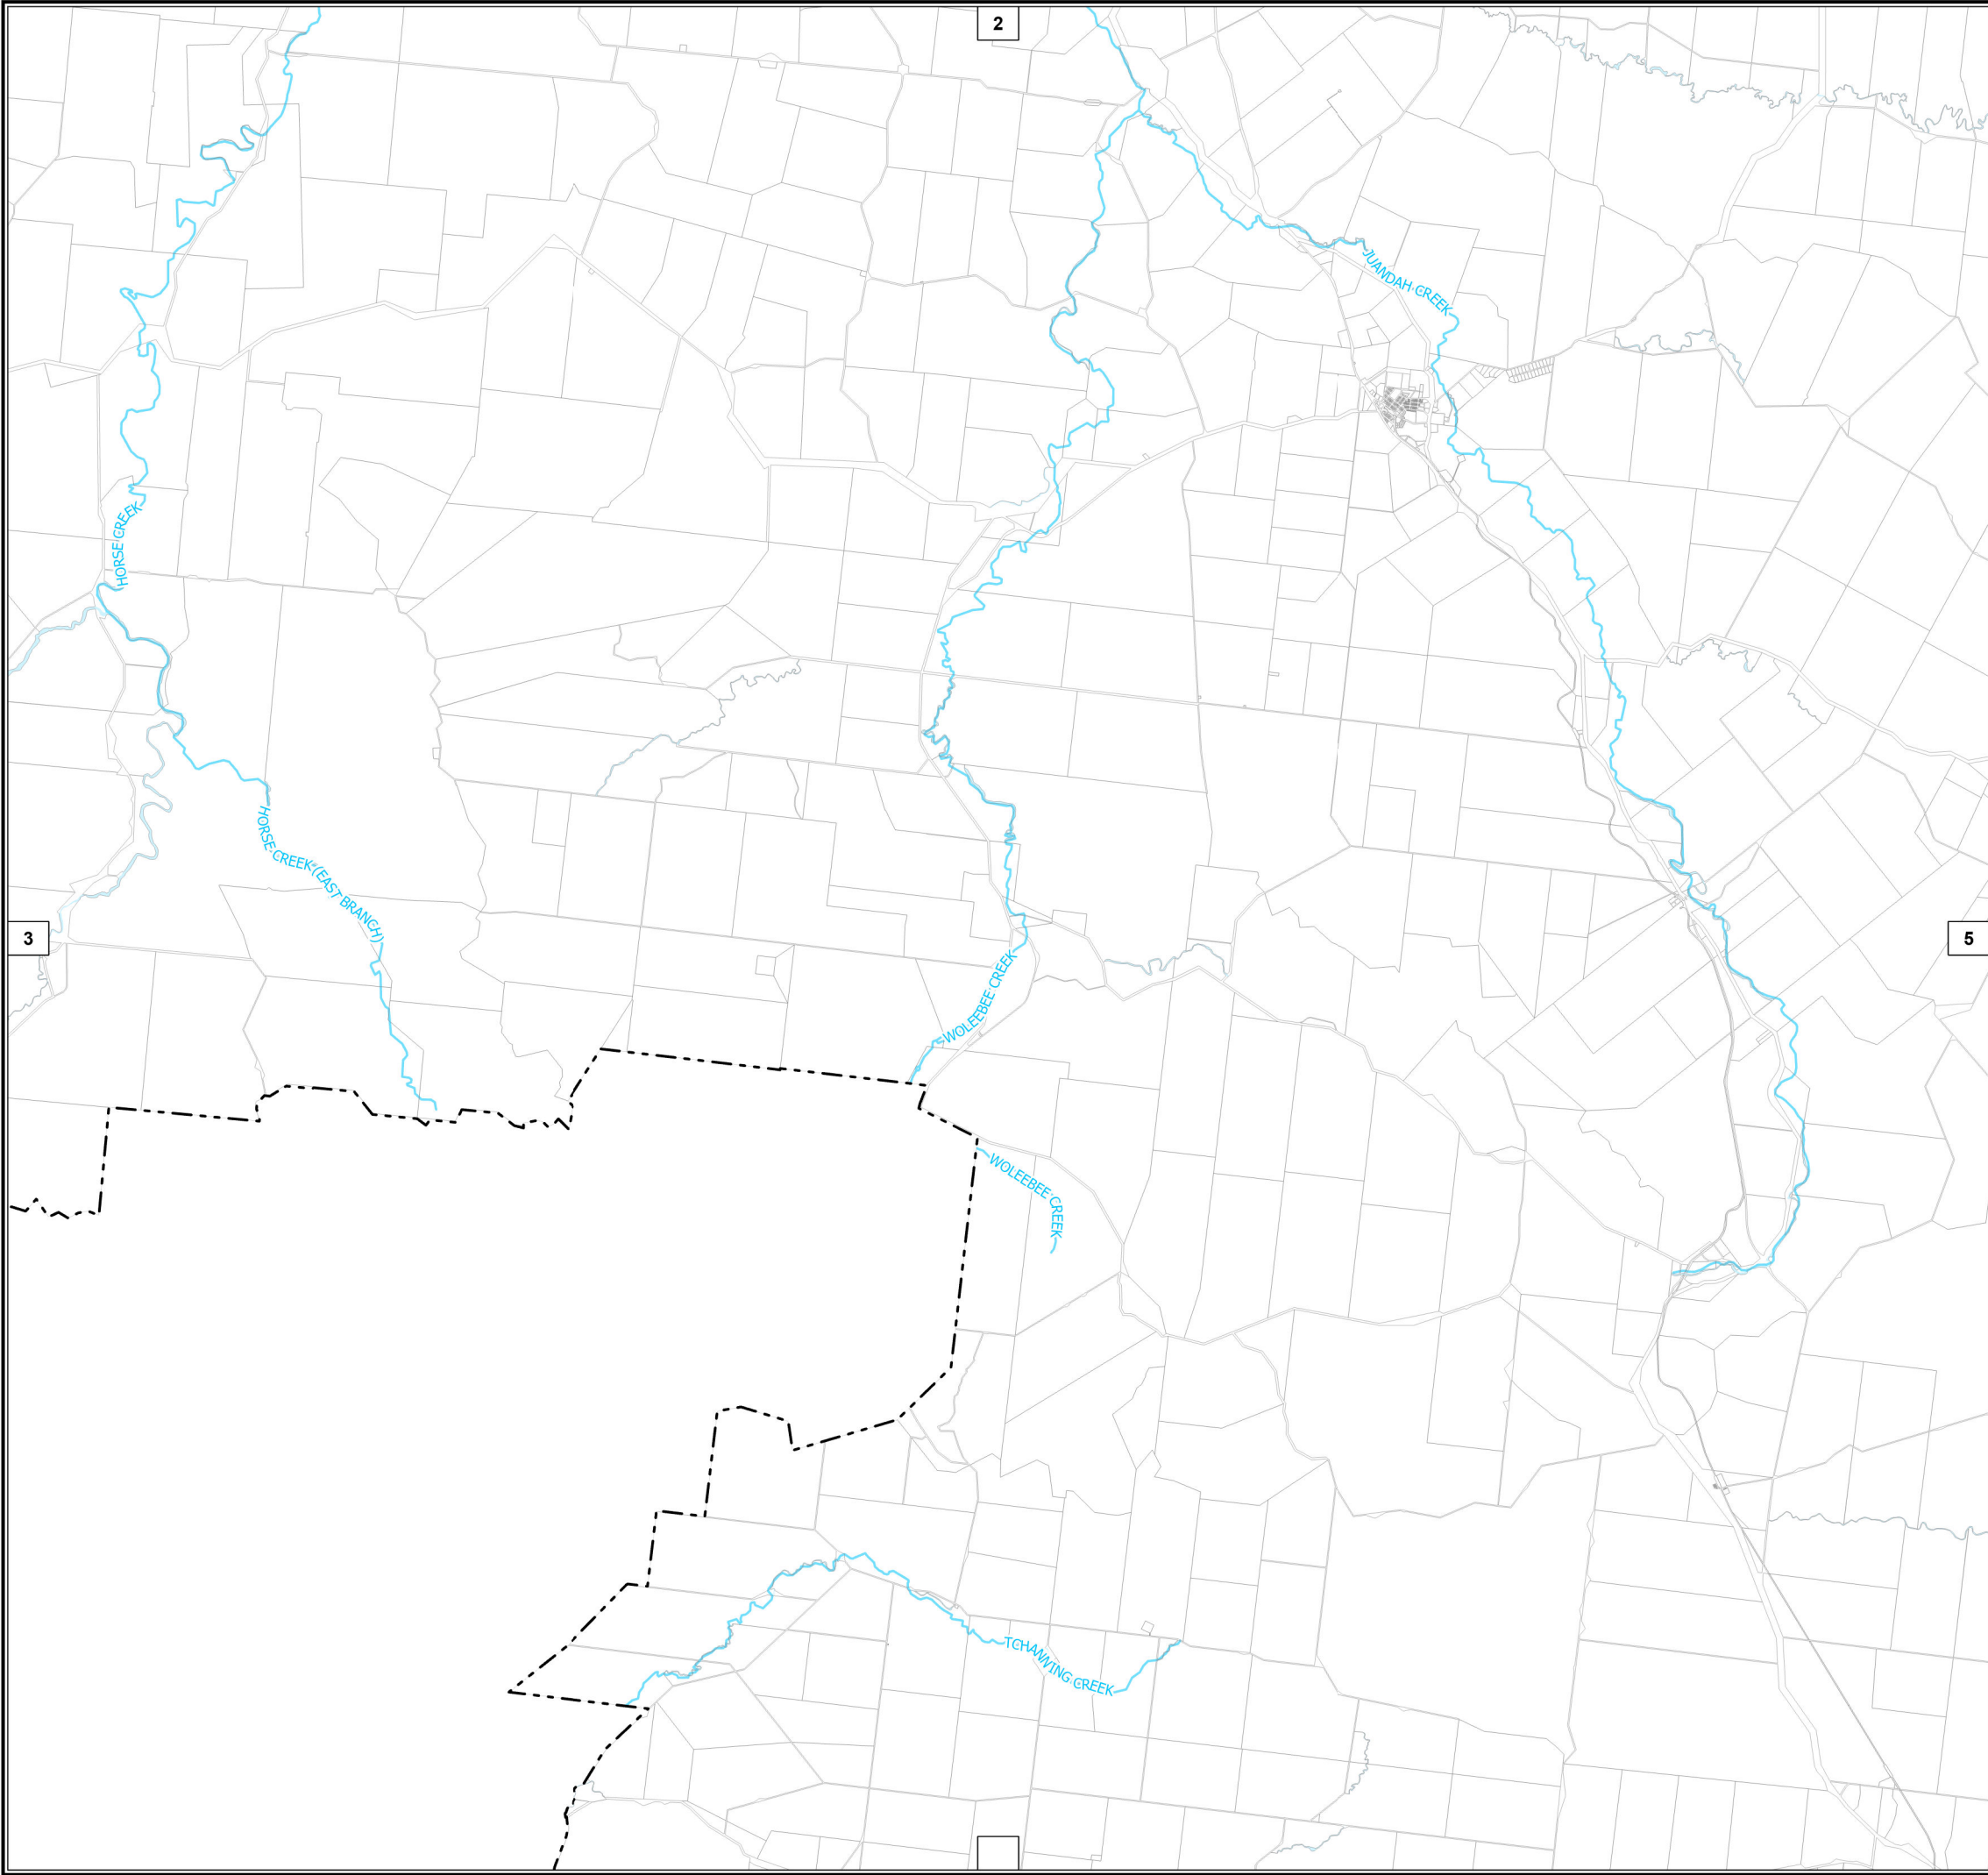 2
JUANDAH CREEK
HORSE CREEK
HORSE CREEK (EAST BRANCH)
3
5
WOLEEBEE CREEK
WOLEEBEE CREEK
TCHANNING CREEK